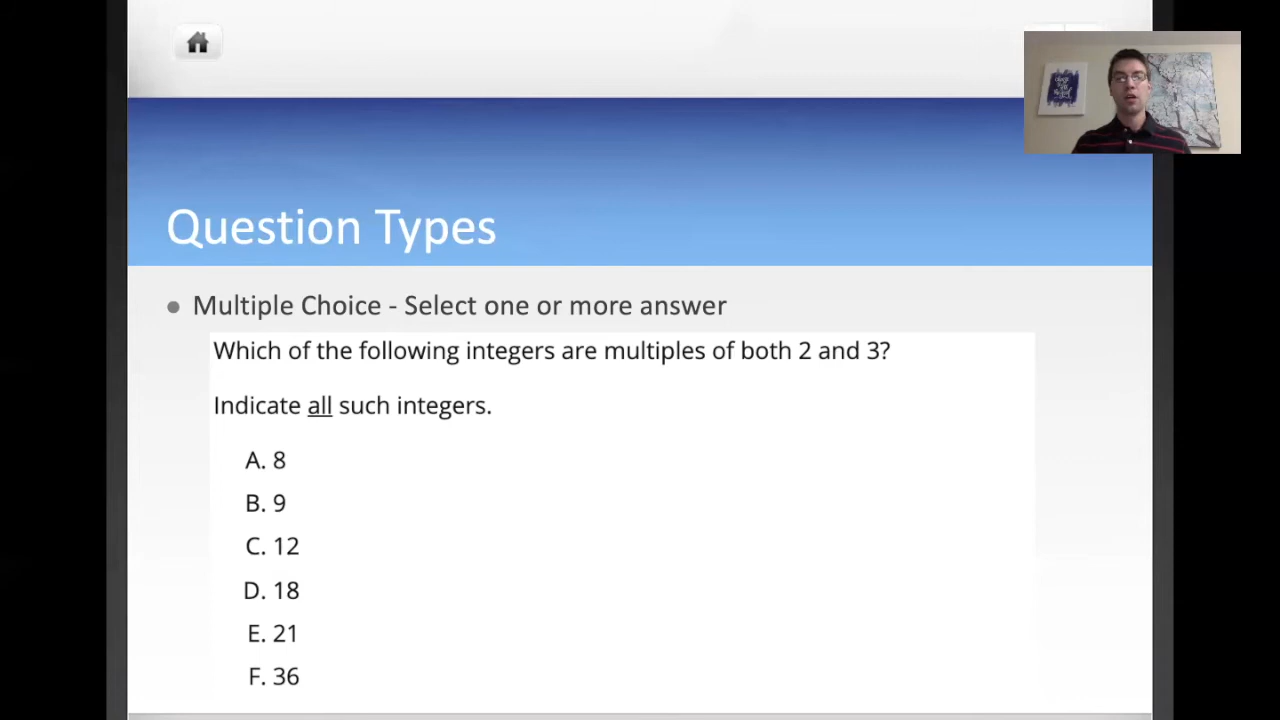 Question Types
Multiple Choice - Select one or more answer
Which of the following integers are multiples of both 2 and 3?
Indicate all such integers.
A. 8
B. 9
C. 12
D. 18
E. 21
F. 36